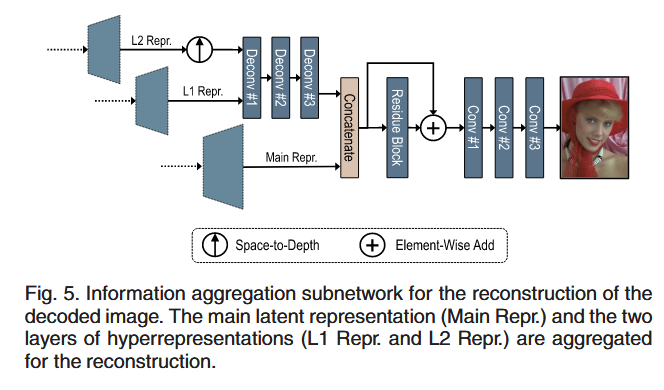 L2 Repr.
L1 Repr.
Main Repr.
Deconv #1
Deconv #2
Deconv #3
Concatenate
Residue Block
Conv #1
Conv #2
Conv #3
Space-to-Depth
Element-Wise Add
Fig. 5. Information aggregation subnetwork for the reconstruction of the
decoded image. The main latent representation (Main Repr.) and the two
layers of hyperrepresentations (L1 Repr. and L2 Repr.) are aggregated
for the reconstruction.